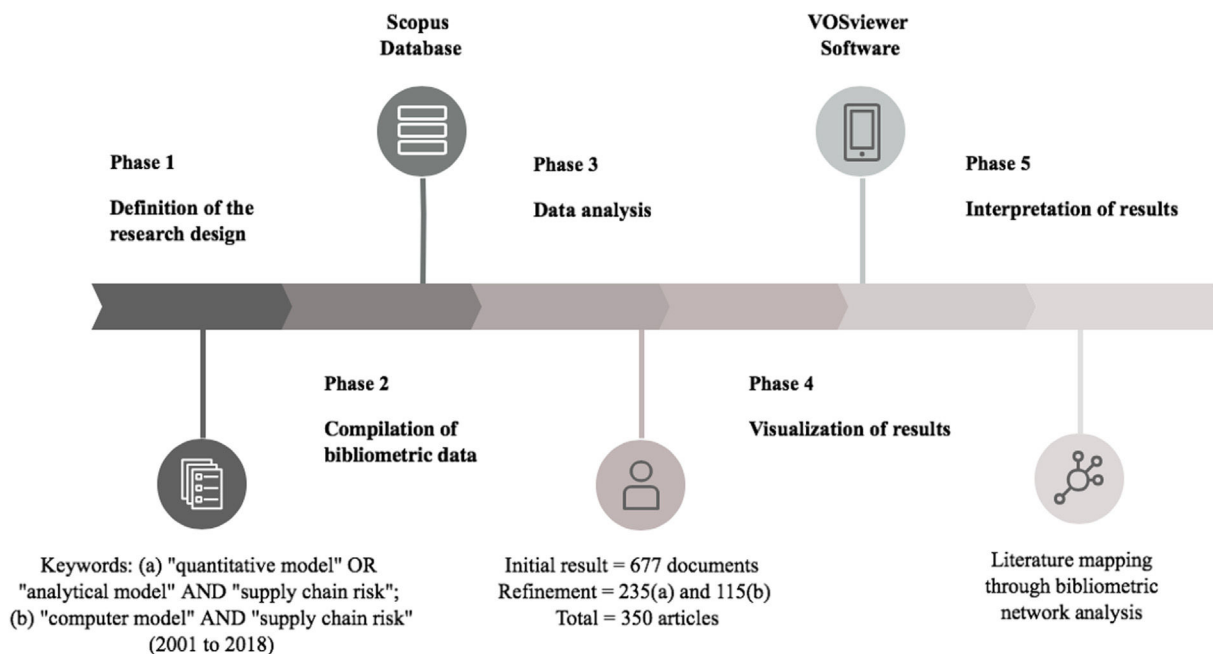 Scopus
Database
VOSviewer
Software
Phase 1
Definition of the
research design
Phase 3
Data analysis
Phase 5
Interpretation of results
Phase 2
Compilation of
bibliometric data
Phase 4
Visualization of results
Keywords: (a) "quantitative model" OR
"analytical model" AND "supply chain risk";
(b) "computer model" AND "supply chain risk"
(2001 to 2018)
Initial result = 677 documents
Refinement = 235(a) and 115(b)
Total = 350 articles
Literature mapping
through bibliometric
network analysis